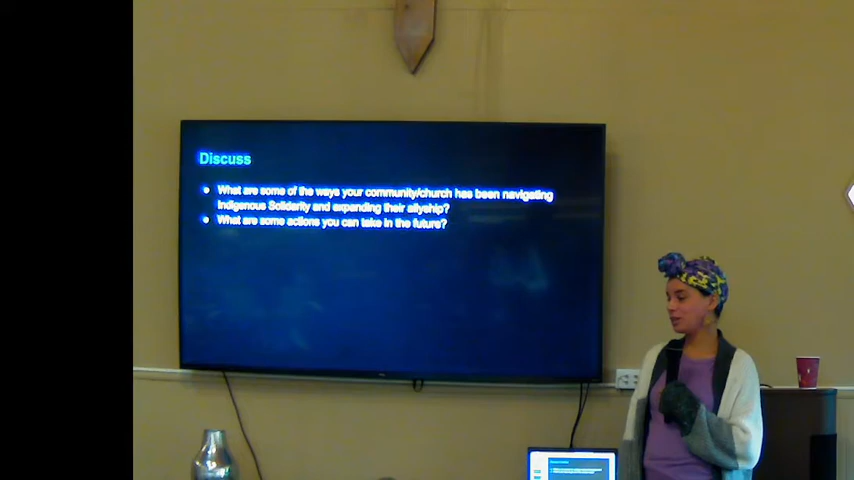 Discuss
● What are some of the ways your community/church has been navigating
Indigenous Solidarity and expanding their allyship?
● What are some actions you can take in the future?